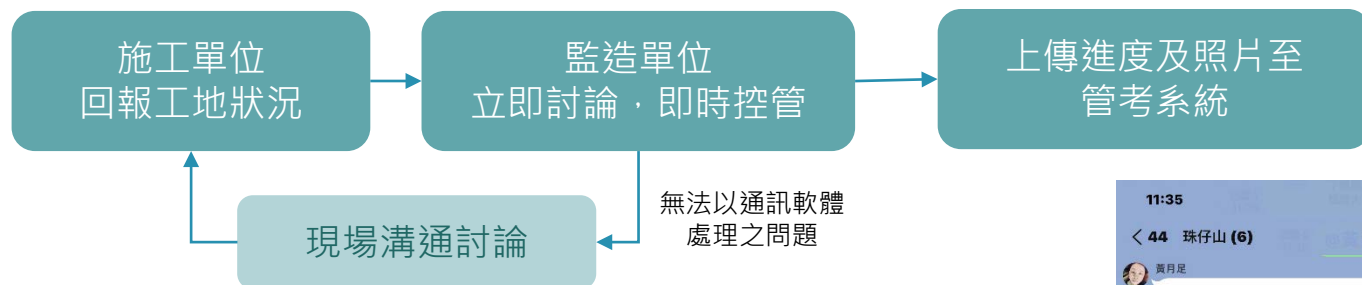 施工單位
回報工地狀況
監造單位
立即討論，即時控管
上傳進度及照片至
管考系統
無法以通訊軟體
處理之問題
現場溝通討論
11:35
44 珠仔山 (6)
黃月足